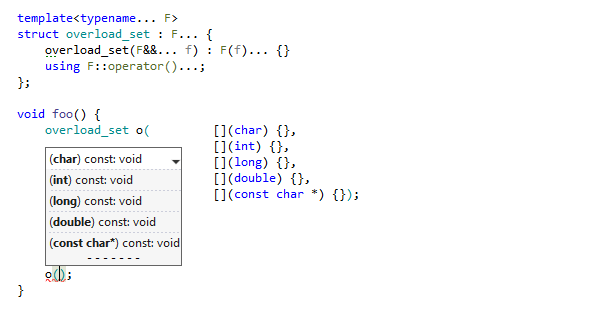 template<typename... F>
struct overload_set : F... {
    overload_set(F&&... f) : F(f)... {}
    using F::operator()...;
};
void foo() {
    overload_set o(        [](char) {},
                           [](int) {},
                           [](long) {},
                           [](double) {},
                           [](const char *) {});
(char) const: void
(int) const: void
(long) const: void
(double) const: void
(const char*) const: void
    o();
}